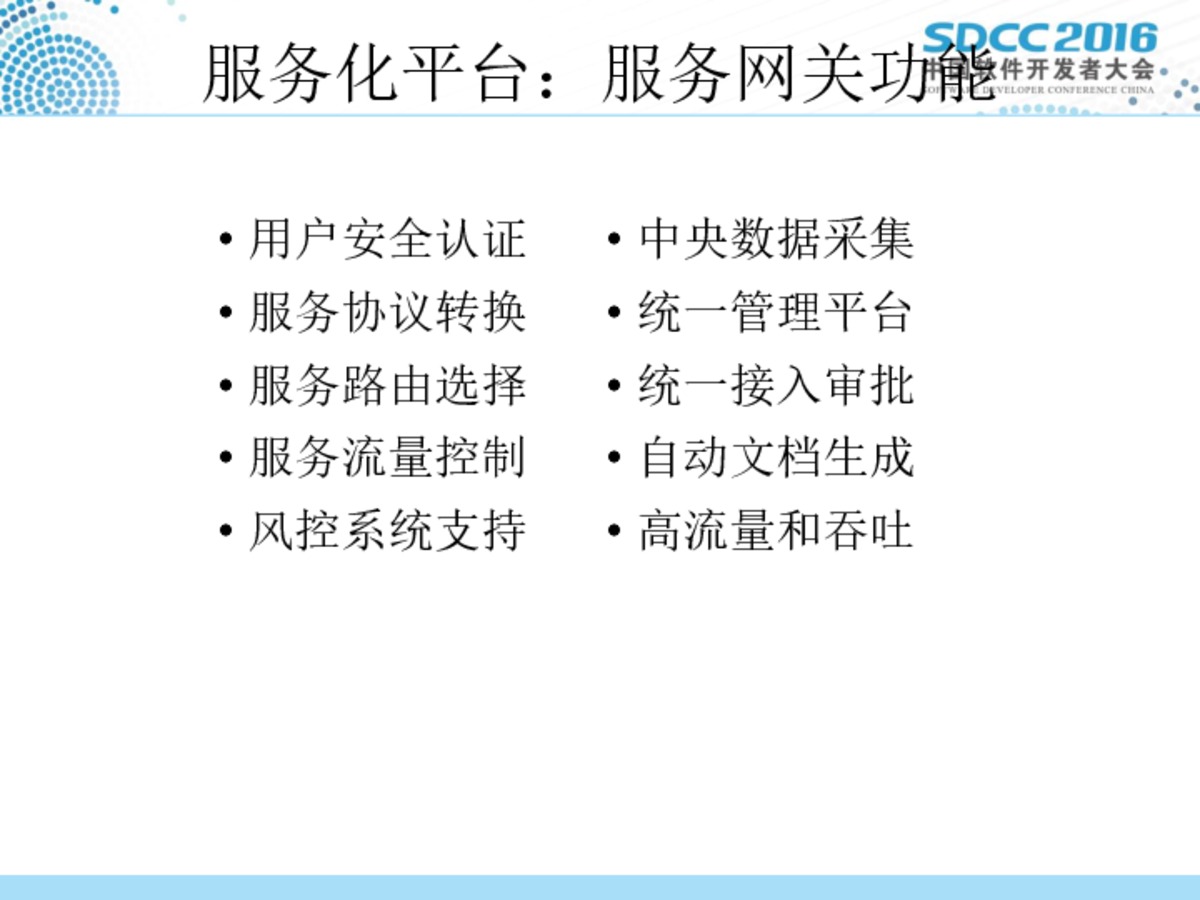 服务化平台：服务网关功能
SDCC 2016
中国软件开发者大会
SOFTWARE DEVELOPER CONFERENCE CHINA
• 用户安全认证
• 服务协议转换
• 服务路由选择
• 服务流量控制
• 风控系统支持
• 中央数据采集
• 统一管理平台
• 统一接入审批
• 自动文档生成
• 高流量和吞吐